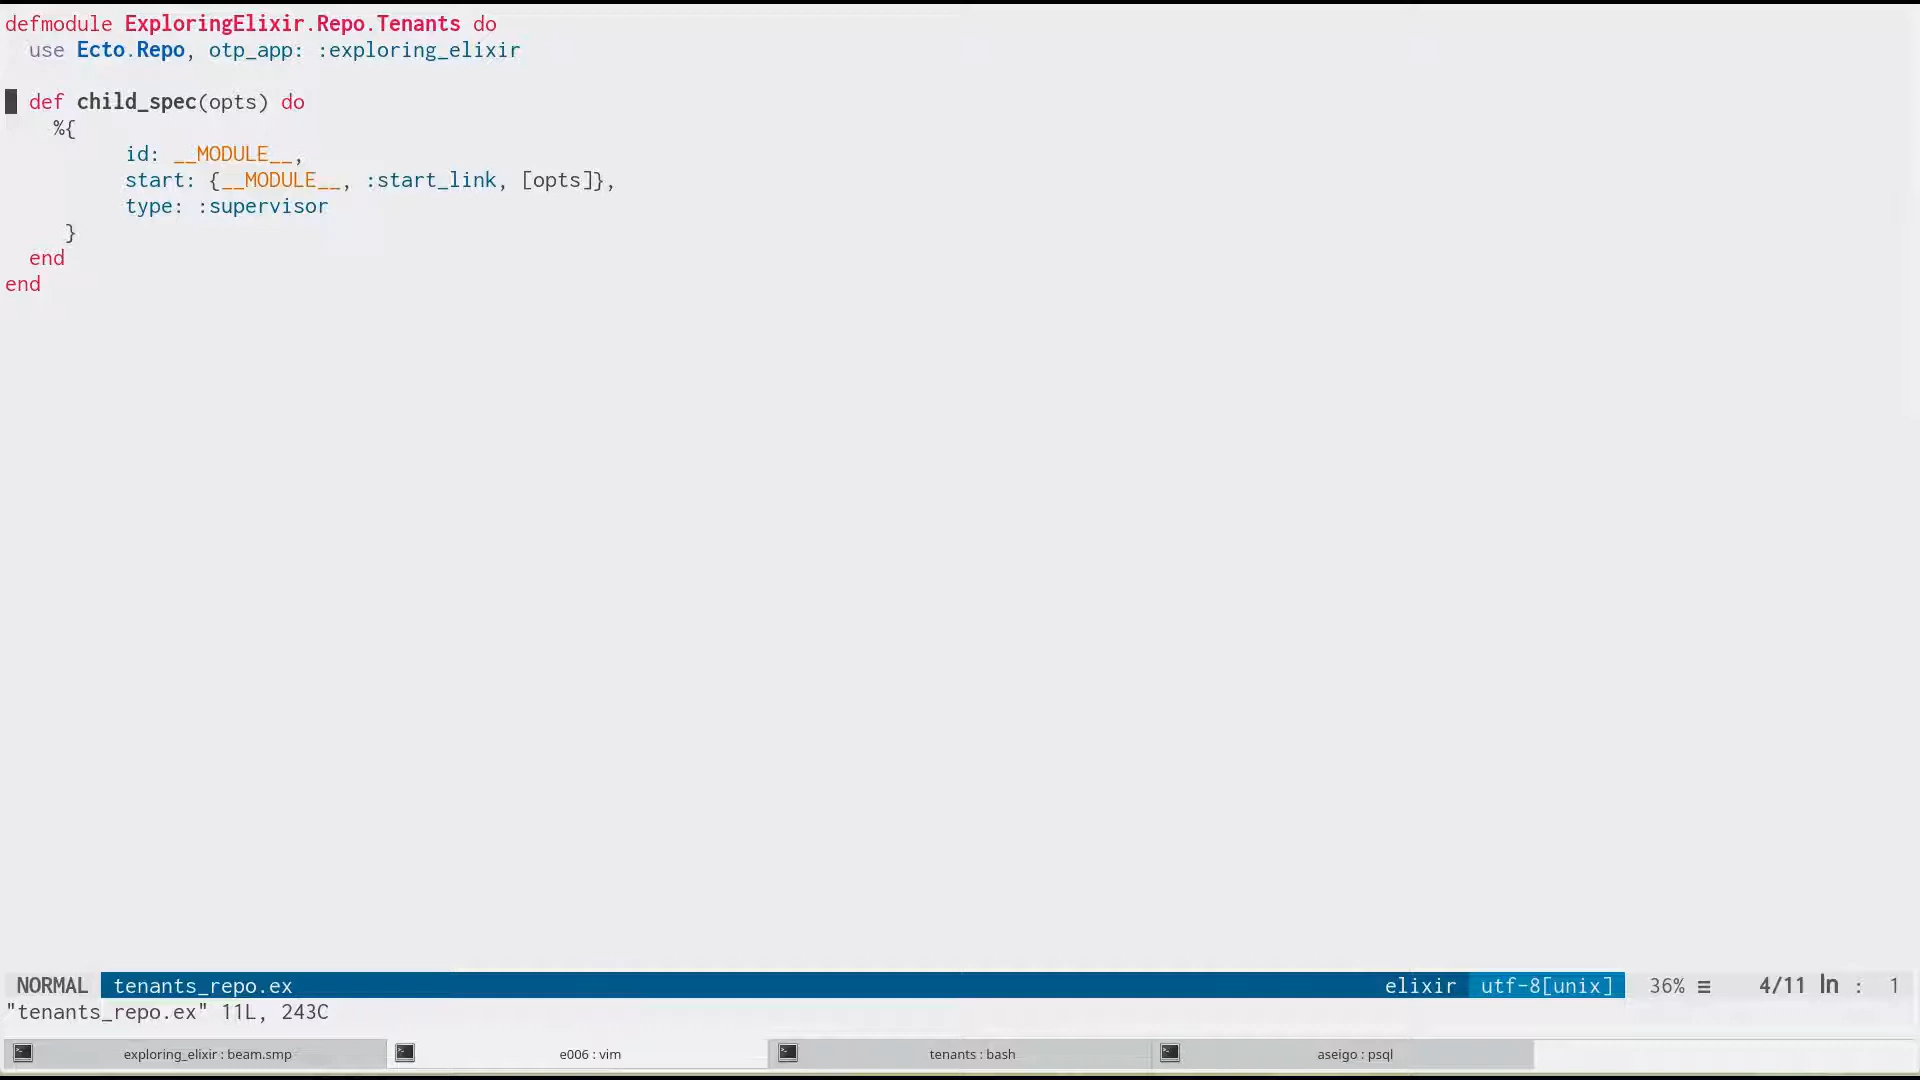 defmodule ExploringElixir.Repo.Tenants do
  use Ecto.Repo, otp_app: :exploring_elixir

  def child_spec(opts) do
    %{
          id: __MODULE__,
          start: {__MODULE__, :start_link, [opts]},
          type: :supervisor
     }
  end
end
NORMAL tenants_repo.ex elixir utf-8[unix] 36% ≡ 4/11 ln : 1
"tenants_repo.ex" 11L, 243C
exploring_elixir : beam.smp e006 : vim tenants : bash aseigo : psql